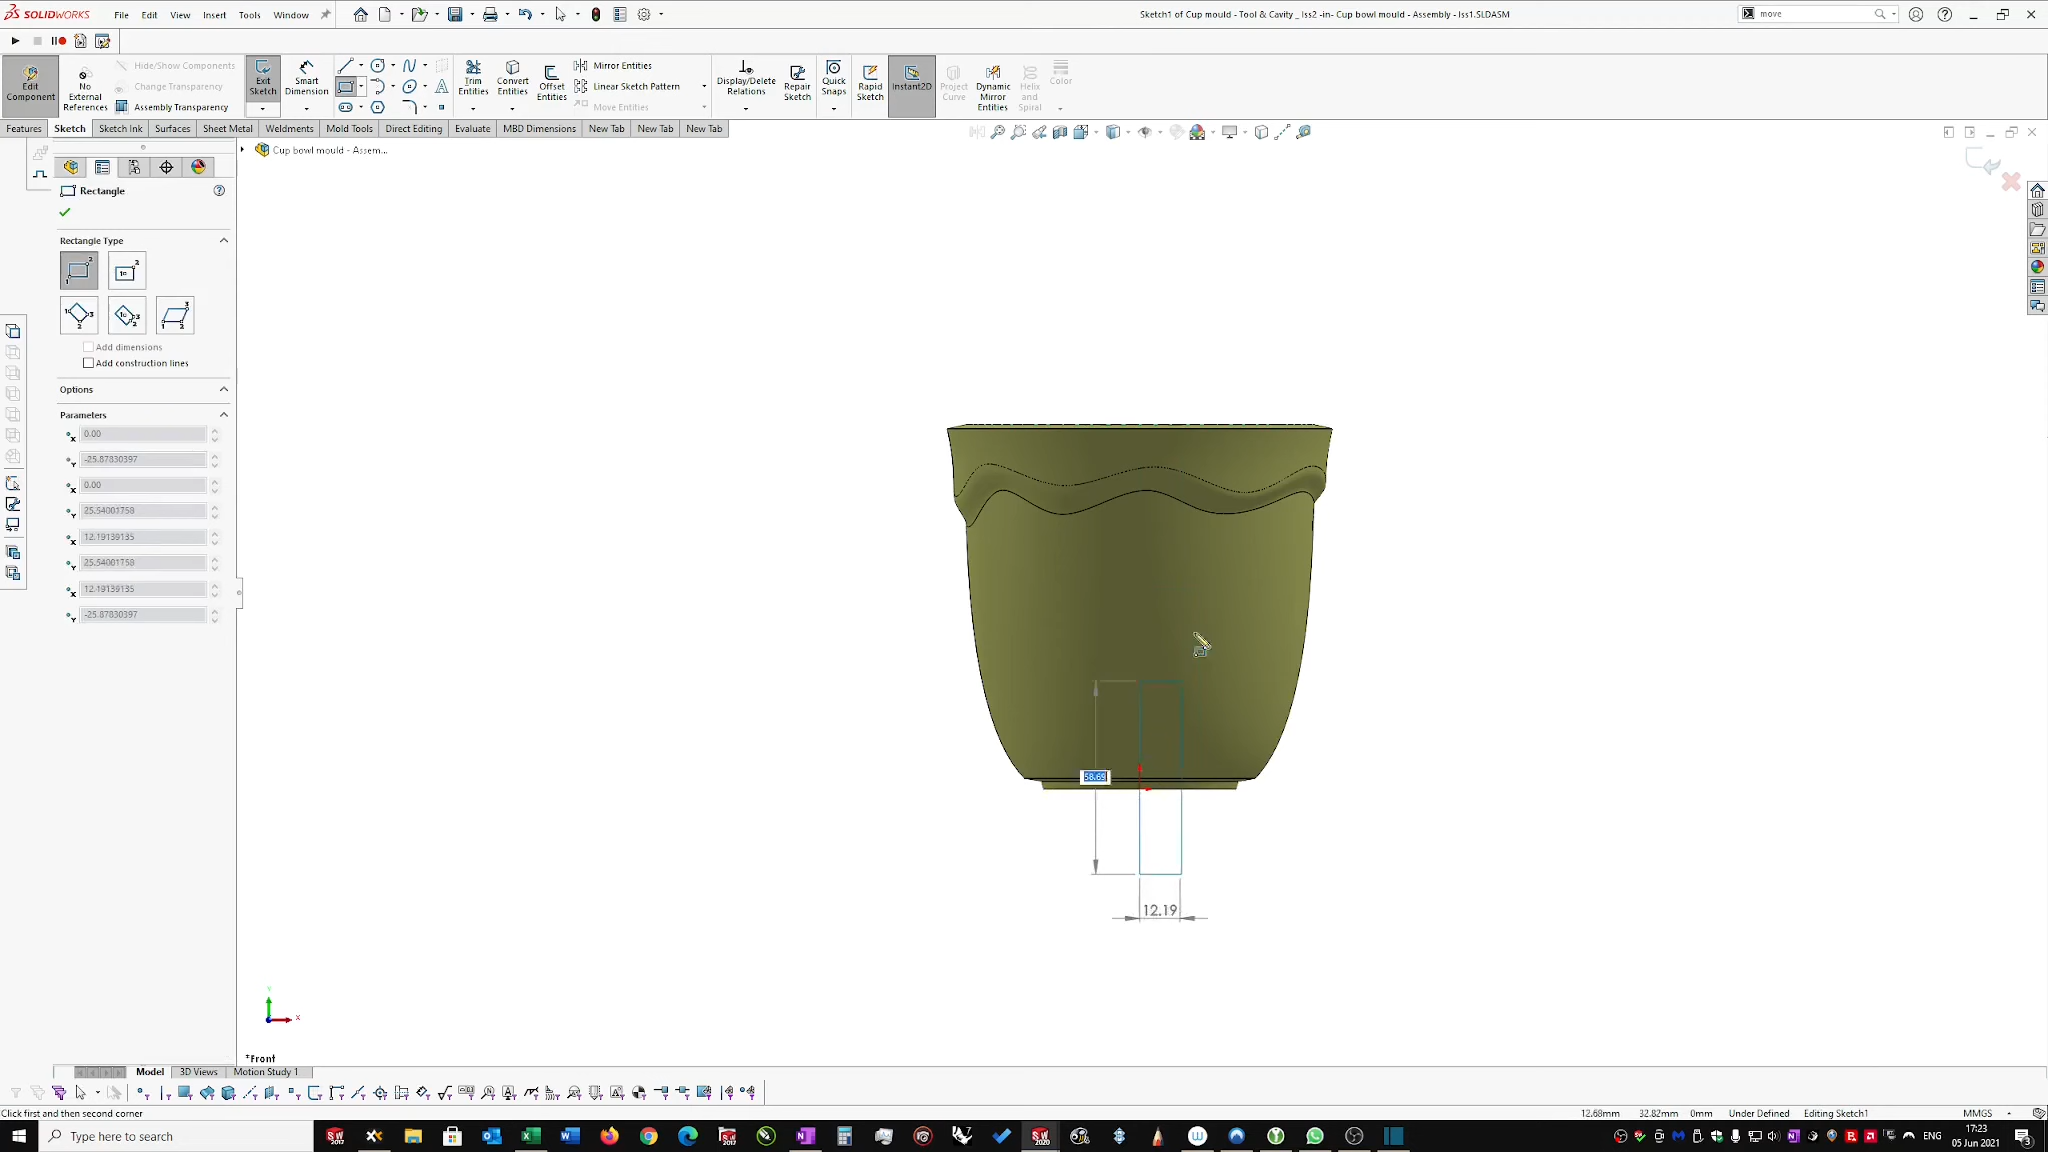 SOLIDWORKS File Edit View Insert Tools Window
Sketch1 of Cup mould - Tool & Cavity _ Iss2 -in- Cup bowl mould - Assembly - Iss1.SLDASM
move
Edit Component
No External References
Hide/Show Components
Change Transparency
Assembly Transparency
Exit Sketch
Smart Dimension
Trim Entities
Convert Entities
Offset Entities
Mirror Entities
Linear Sketch Pattern
Move Entities
Display/Delete Relations
Repair Sketch
Quick Snaps
Rapid Sketch
Instant2D
Project Curve
Dynamic Mirror Entities
Helix and Spiral
Color
Features Sketch Sketch Ink Surfaces Sheet Metal Weldments Mold Tools Direct Editing Evaluate MBD Dimensions New Tab New Tab New Tab
Cup bowl mould - Assem...
Rectangle
Rectangle Type
Add dimensions
Add construction lines
Options
Parameters
0.00
-25.87830397
0.00
25.54001758
12.19139135
25.54001758
12.19139135
-25.87830397
58.69
12.19
Y
X
*Front
Model 3D Views Motion Study 1
Click first and then second corner
12.68mm 32.82mm 0mm Under Defined Editing Sketch1 MMGS
Type here to search
ENG
17:23
05 Jun 2021